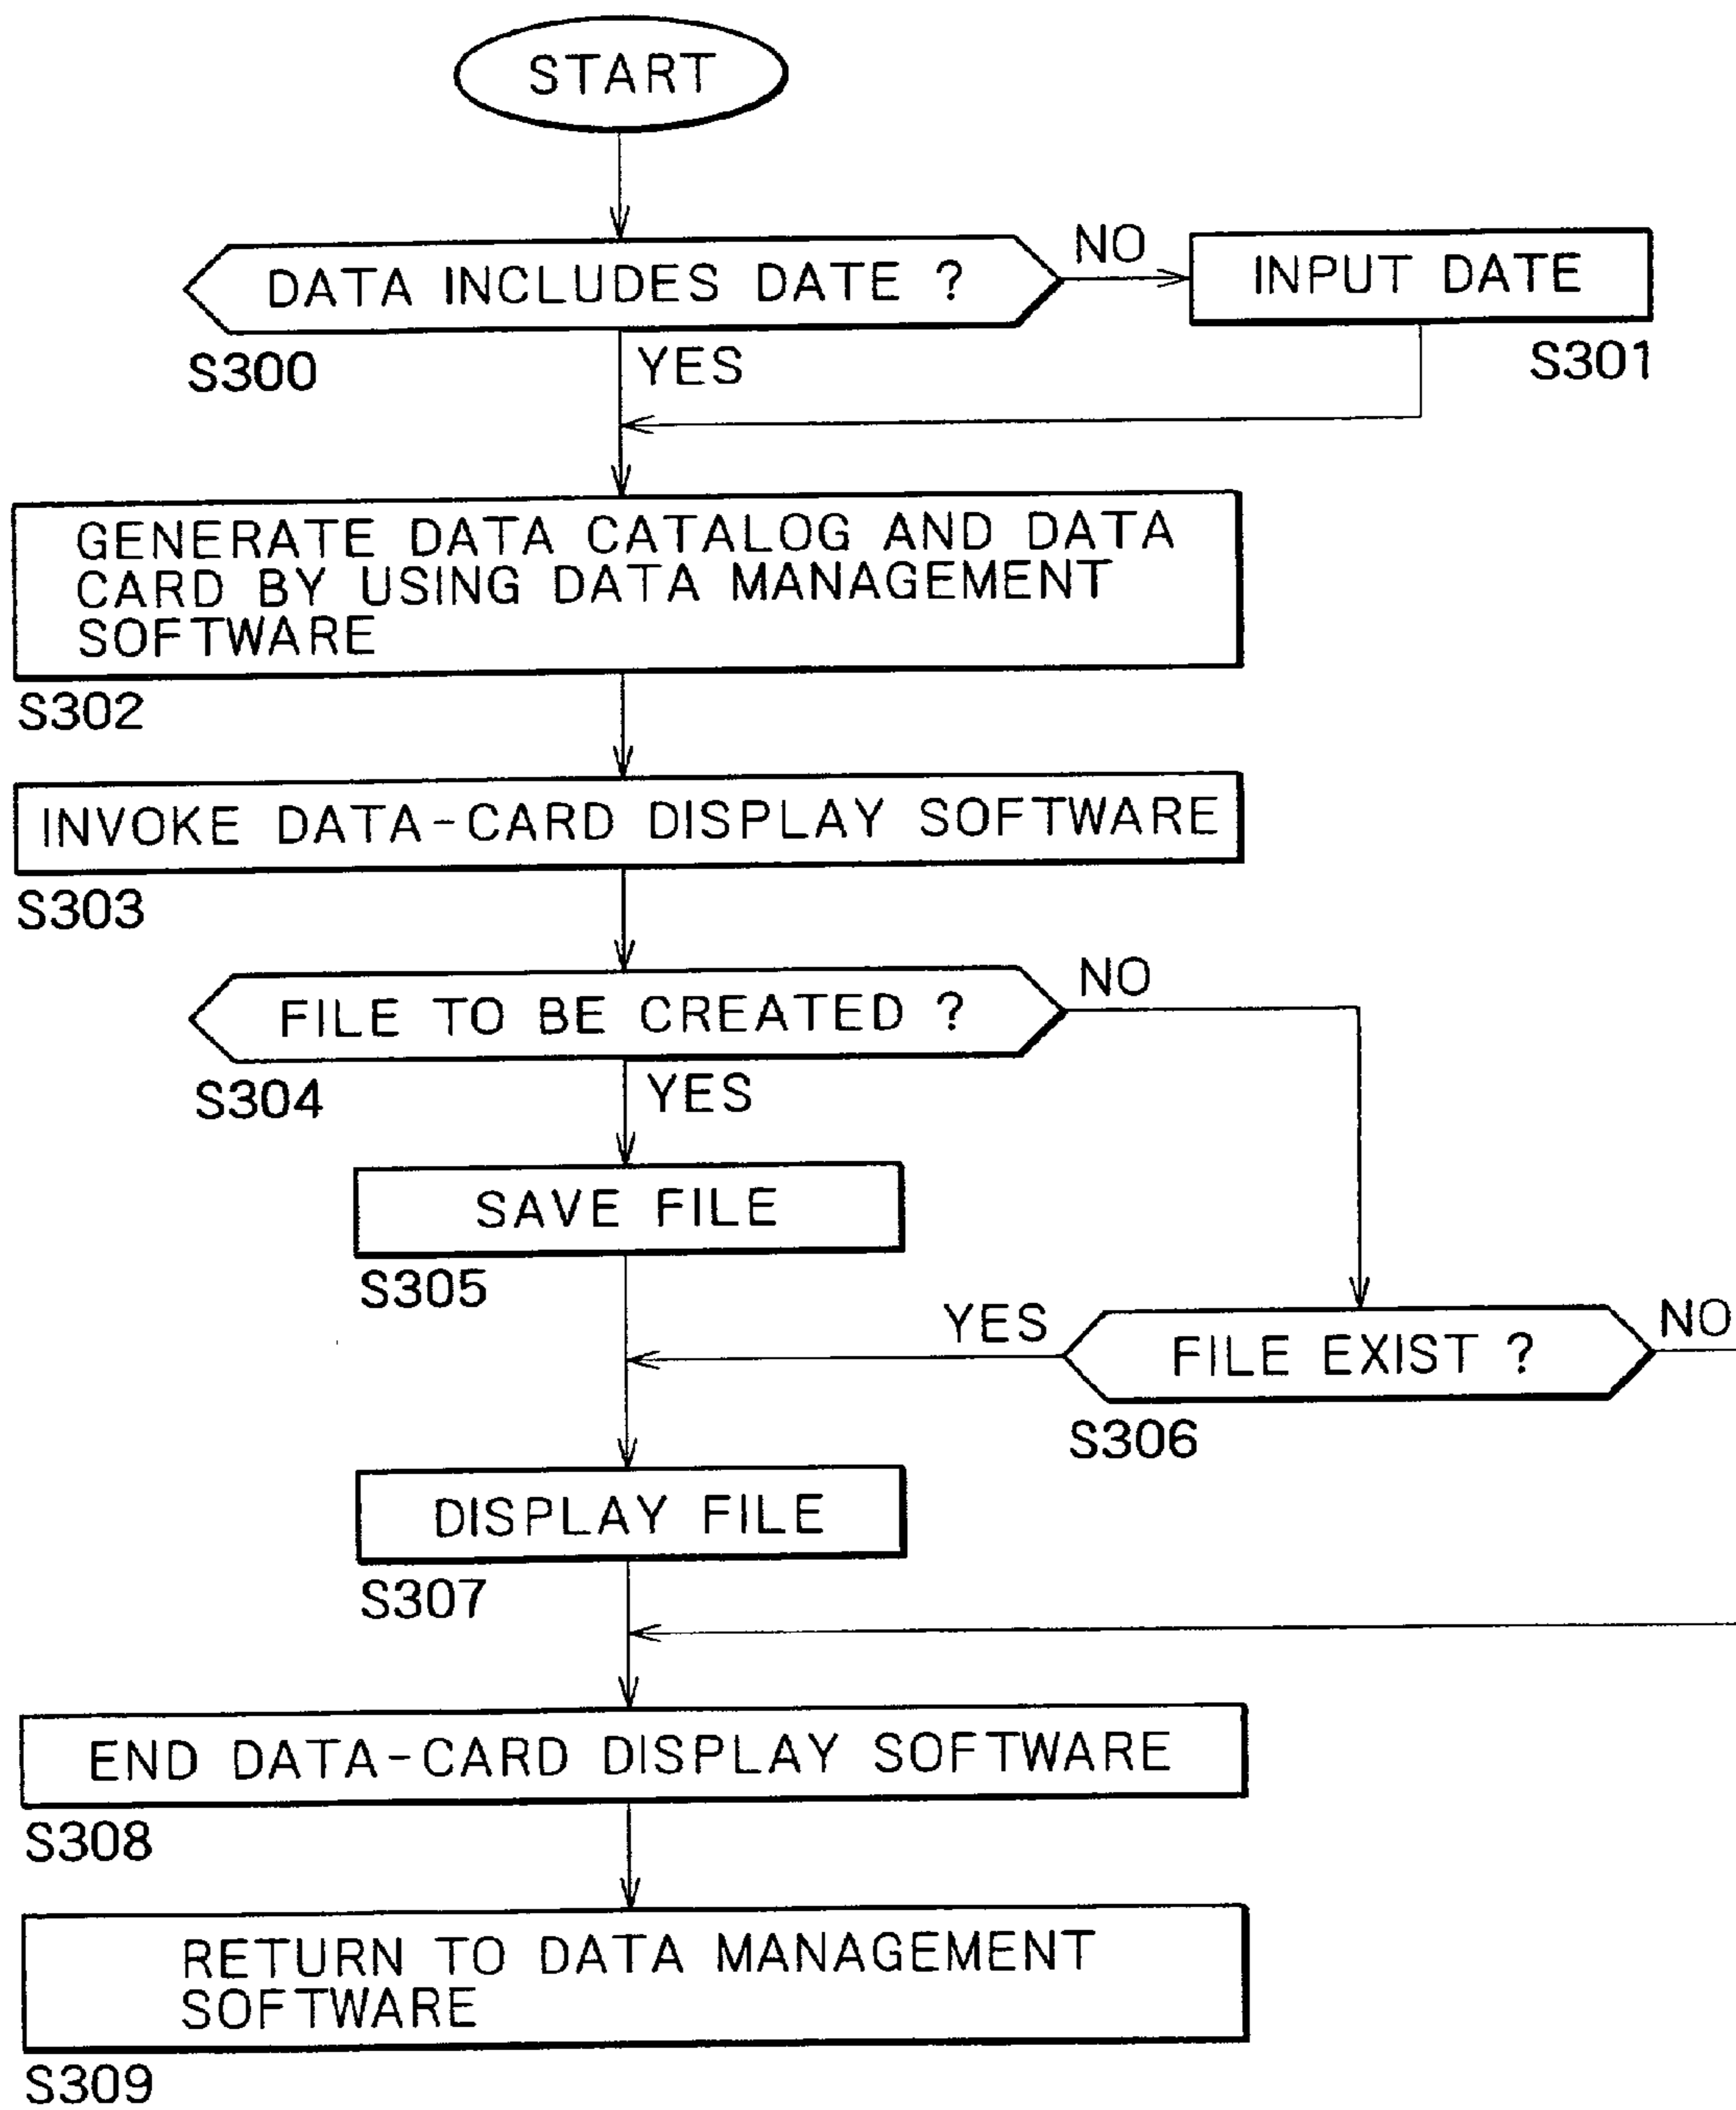 START
DATA INCLUDES DATE ?
NO
INPUT DATE
S300
YES
S301
GENERATE DATA CATALOG AND DATA
CARD BY USING DATA MANAGEMENT
SOFTWARE
S302
INVOKE DATA-CARD DISPLAY SOFTWARE
S303
FILE TO BE CREATED ?
NO
S304
YES
SAVE FILE
S305
YES
FILE EXIST ?
NO
S306
DISPLAY FILE
S307
END DATA-CARD DISPLAY SOFTWARE
S308
RETURN TO DATA MANAGEMENT
SOFTWARE
S309